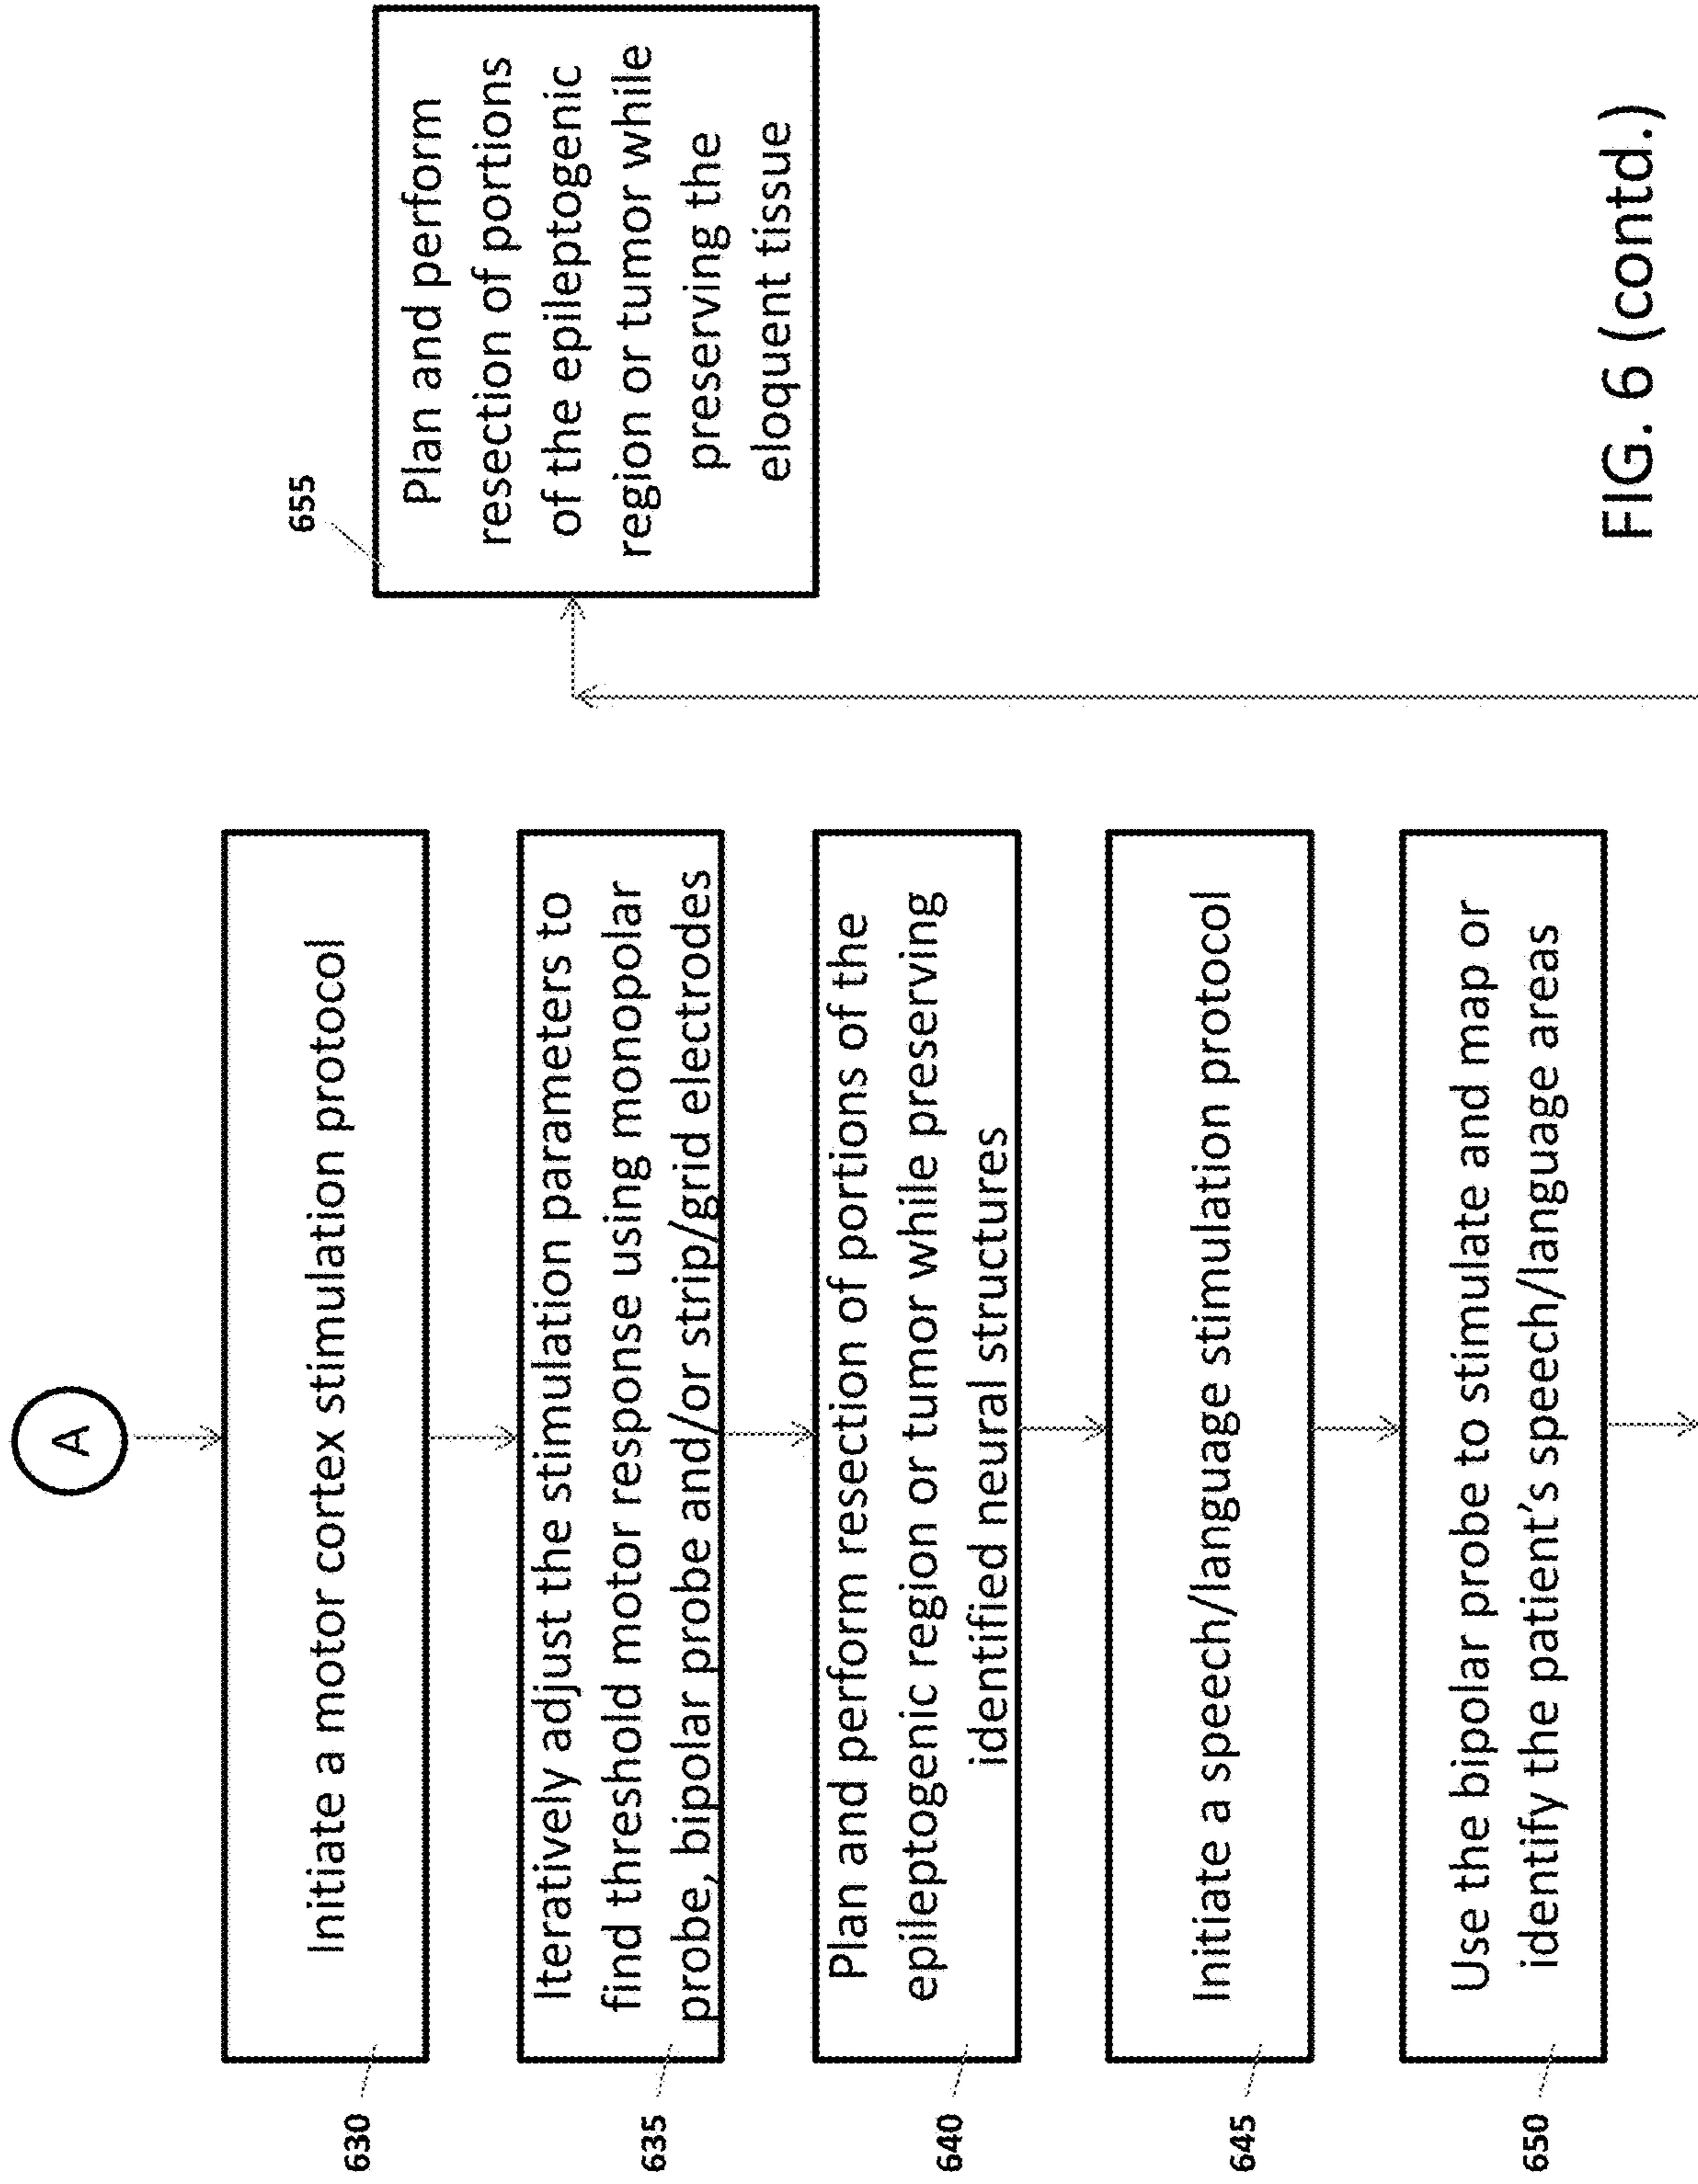 A
630
Initiate a motor cortex stimulation protocol
635
Iteratively adjust the stimulation parameters to
find threshold motor response using monopolar
probe, bipolar probe and/or strip/grid electrodes
640
Plan and perform resection of portions of the
epileptogenic region or tumor while preserving
identified neural structures
645
Initiate a speech/language stimulation protocol
650
Use the bipolar probe to stimulate and map or
identify the patient's speech/language areas
655
Plan and perform
resection of portions
of the epileptogenic
region or tumor while
preserving the
eloquent tissue
FIG. 6 (contd.)